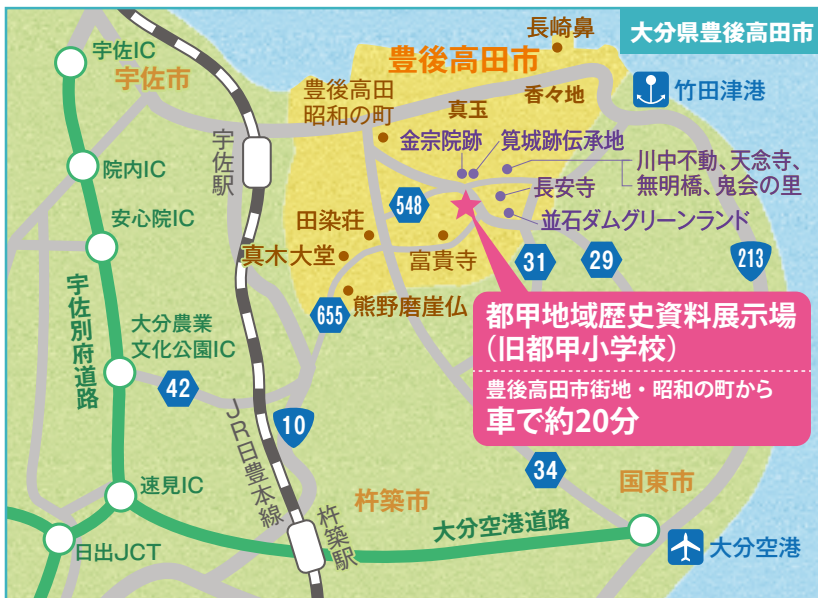 大分県豊後高田市
長崎鼻
宇佐IC
宇佐市
豊後高田市
豊後高田
昭和の町
真玉
香々地
竹田津港
金宗院跡
筧城跡伝承地
宇佐駅
院内IC
川中不動、天念寺、
無明橋、鬼会の里
長安寺
548
安心院IC
田染荘
並石ダムグリーンランド
真木大堂
富貴寺
31
29
213
熊野磨崖仏
655
宇佐別府道路
大分農業
文化公園IC
都甲地域歴史資料展示場
（旧都甲小学校）
豊後高田市街地・昭和の町から
車で約20分
42
JR日豊本線
10
34
速見IC
杵築市
国東市
杵築駅
大分空港道路
日出JCT
大分空港